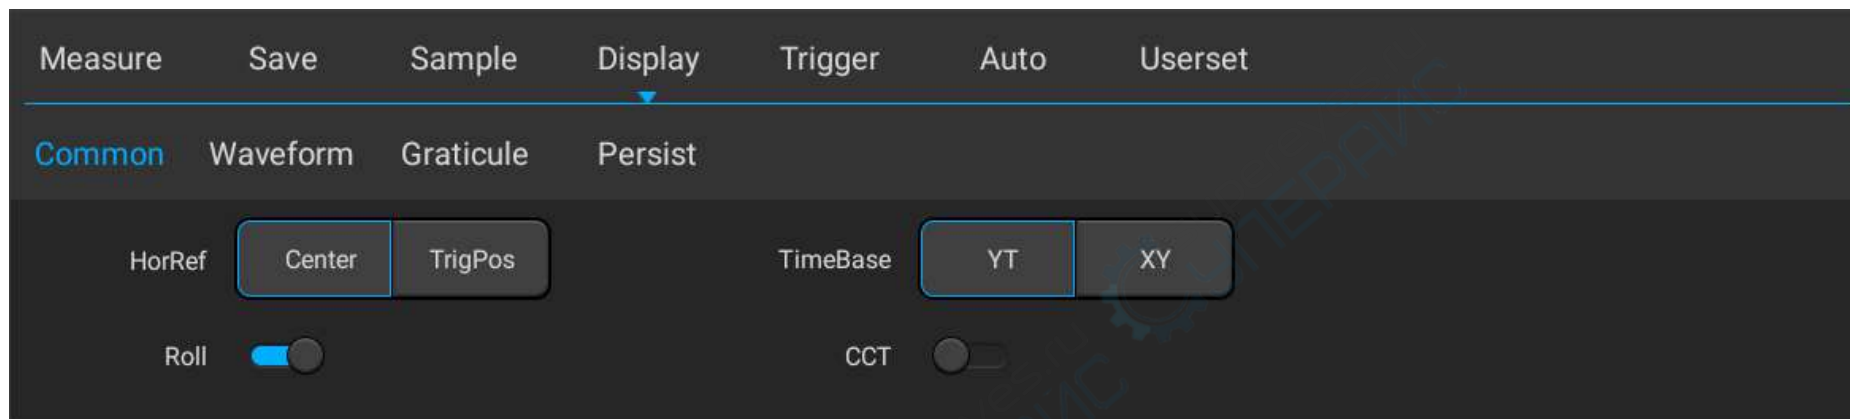 Measure Save Sample Display Trigger Auto Userset
Common Waveform Graticule Persist
HorRef Center TrigPos TimeBase YT XY
Roll CCT